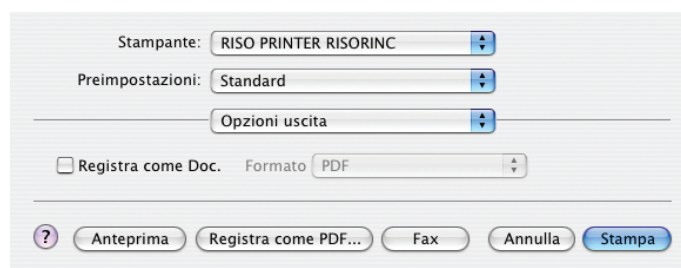 Stampante: RISO PRINTER RISORINC
Preimpostazioni: Standard
Opzioni uscita
Registra come Doc. Formato PDF
? Anteprima Registra come PDF... Fax Annulla Stampa